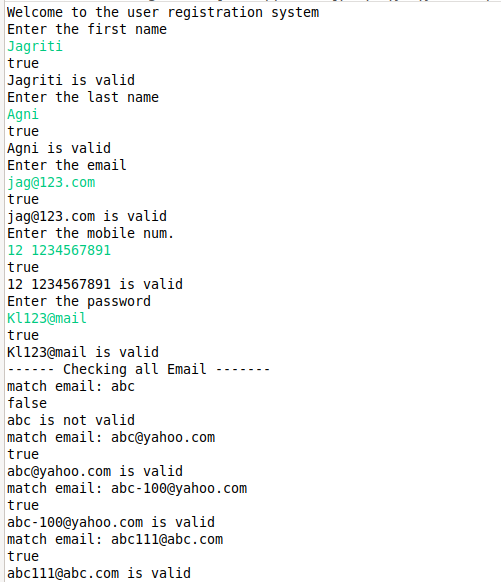 Welcome to the user registration system
Enter the first name
Jagriti
true
Jagriti is valid
Enter the last name
Agni
true
Agni is valid
Enter the email
jag@123.com
true
jag@123.com is valid
Enter the mobile num.
12 1234567891
true
12 1234567891 is valid
Enter the password
Kl123@mail
true
Kl123@mail is valid
------ Checking all Email -------
match email: abc
false
abc is not valid
match email: abc@yahoo.com
true
abc@yahoo.com is valid
match email: abc-100@yahoo.com
true
abc-100@yahoo.com is valid
match email: abc111@abc.com
true
abc111@abc.com is valid